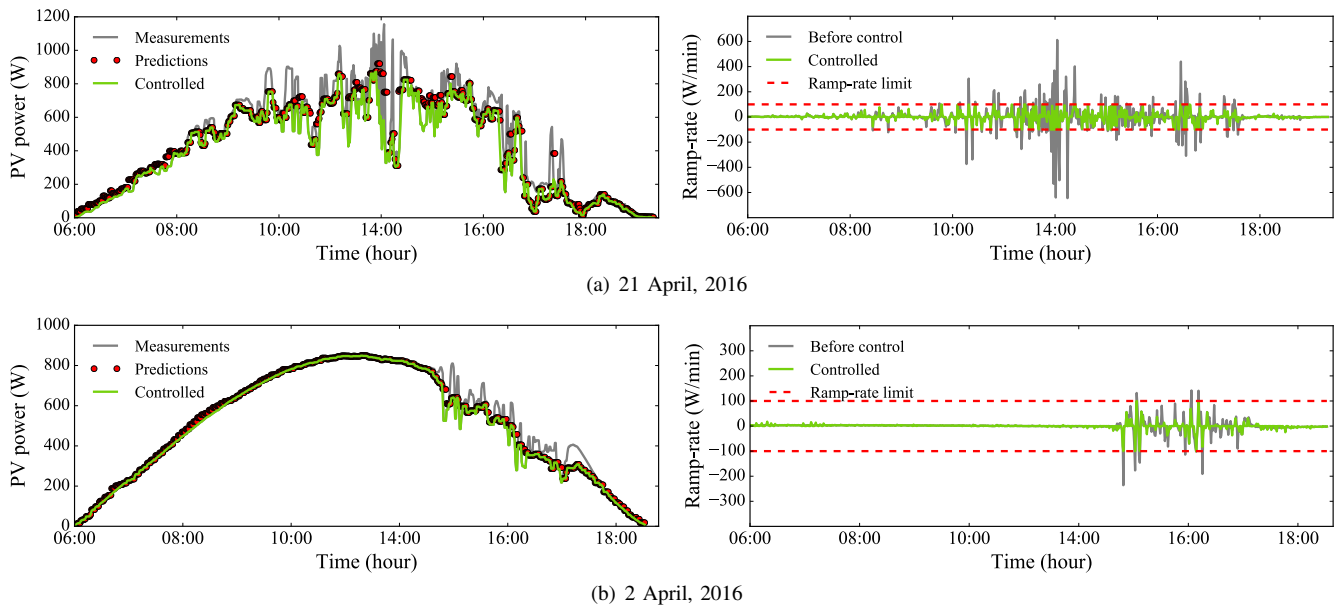 1200
1000
800
600
400
200
0
PV power (W)
Measurements
Predictions
Controlled
06:00 08:00 10:00 12:00 14:00 16:00 18:00
Time (hour)
600
400
200
0
−200
−400
−600
Ramp-rate (W/min)
Before control
Controlled
Ramp-rate limit
06:00 08:00 10:00 12:00 14:00 16:00 18:00
Time (hour)
(a) 21 April, 2016
1000
800
600
400
200
0
PV power (W)
Measurements
Predictions
Controlled
06:00 08:00 10:00 12:00 14:00 16:00 18:00
Time (hour)
300
200
100
0
−100
−200
−300
Ramp-rate (W/min)
Before control
Controlled
Ramp-rate limit
06:00 08:00 10:00 12:00 14:00 16:00 18:00
Time (hour)
(b) 2 April, 2016